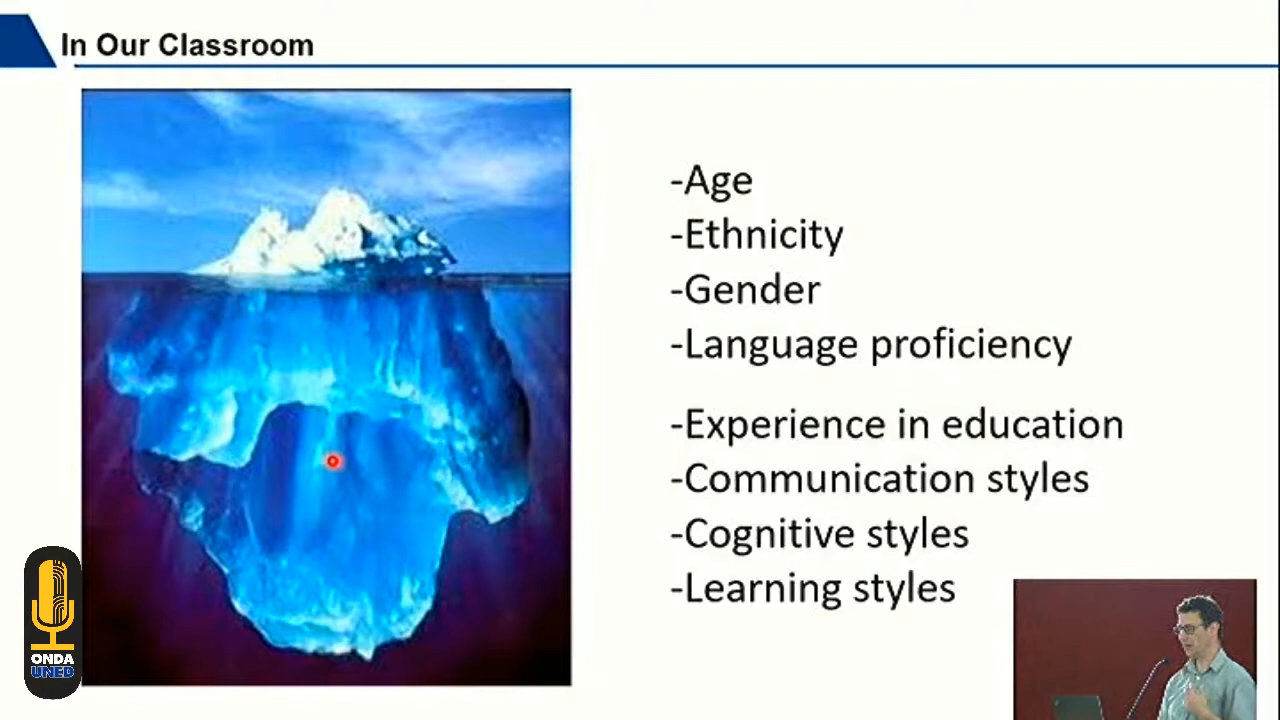 In Our Classroom
-Age
-Ethnicity
-Gender
-Language proficiency
-Experience in education
-Communication styles
-Cognitive styles
-Learning styles
ONDA
UNED